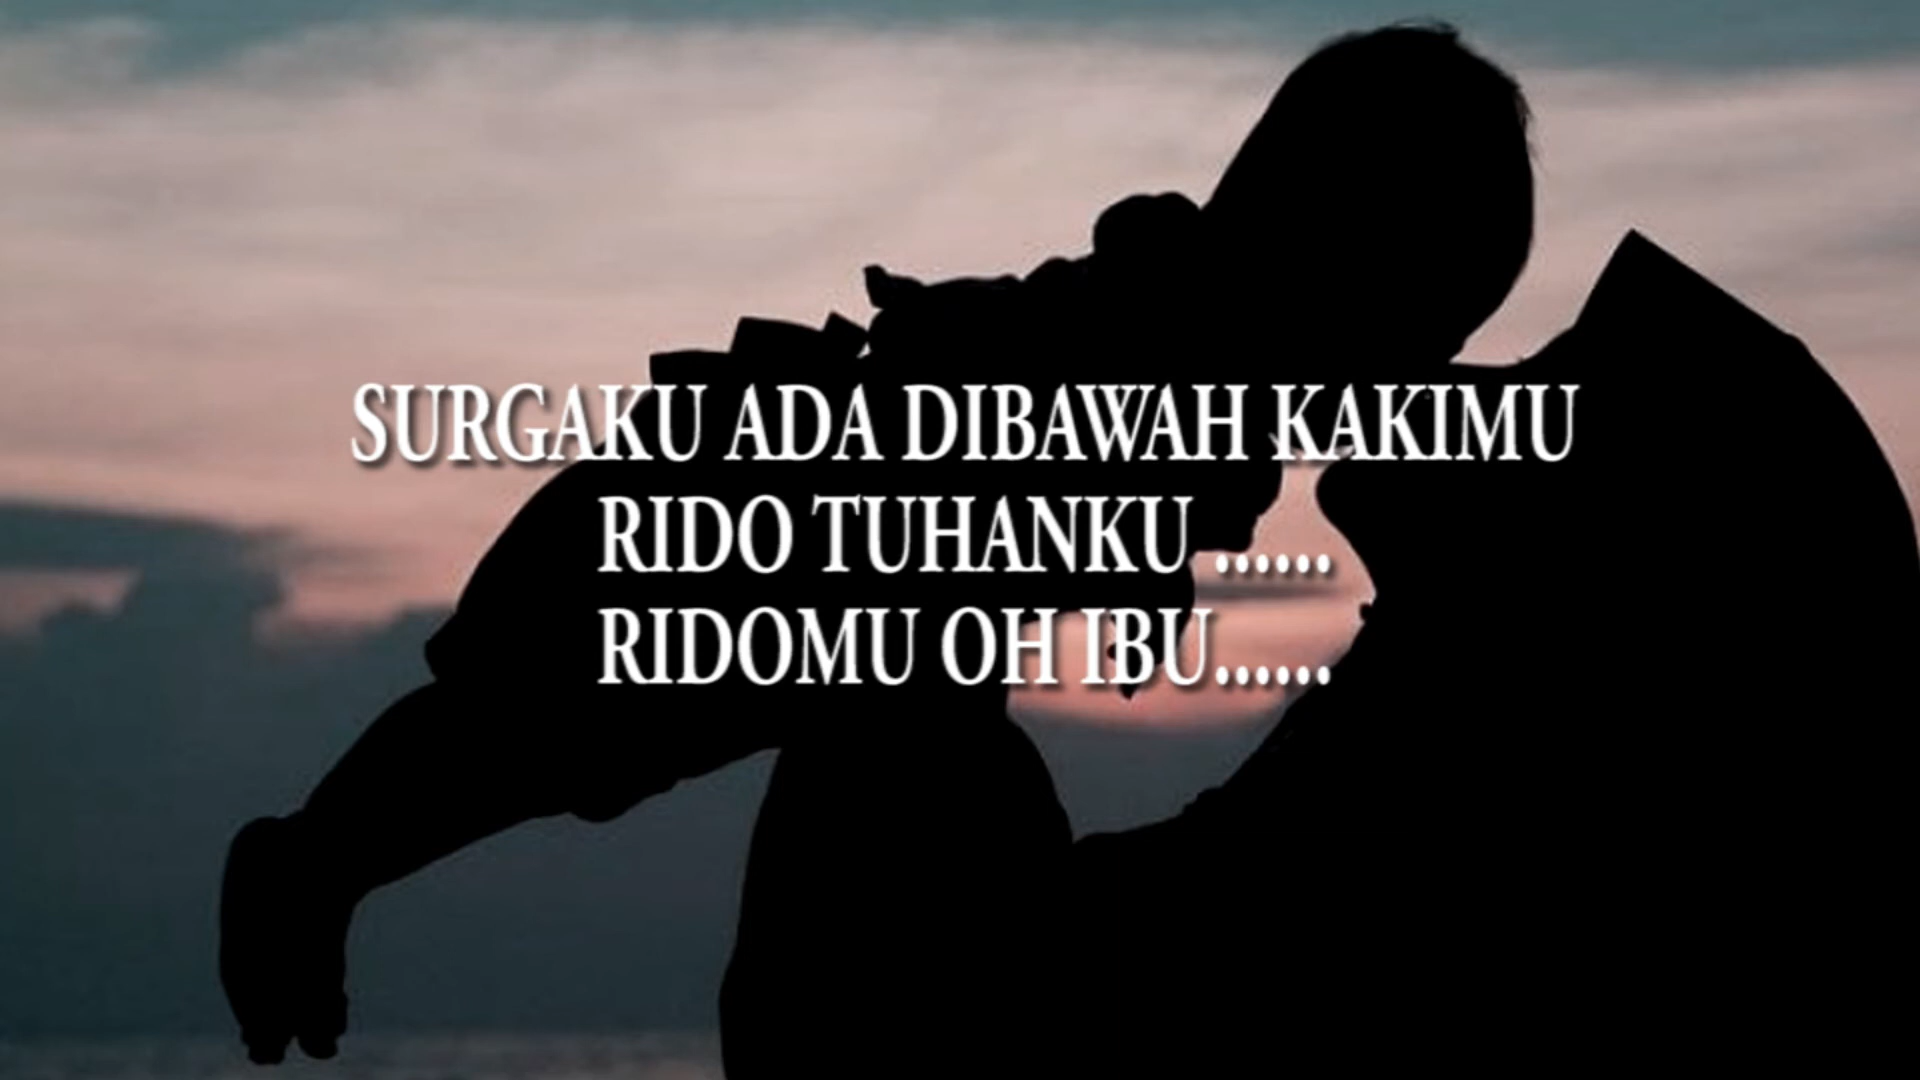 SURGAKU ADA DIBAWAH KAKIMU
RIDO TUHANKU ......
RIDOMU OH IBU......